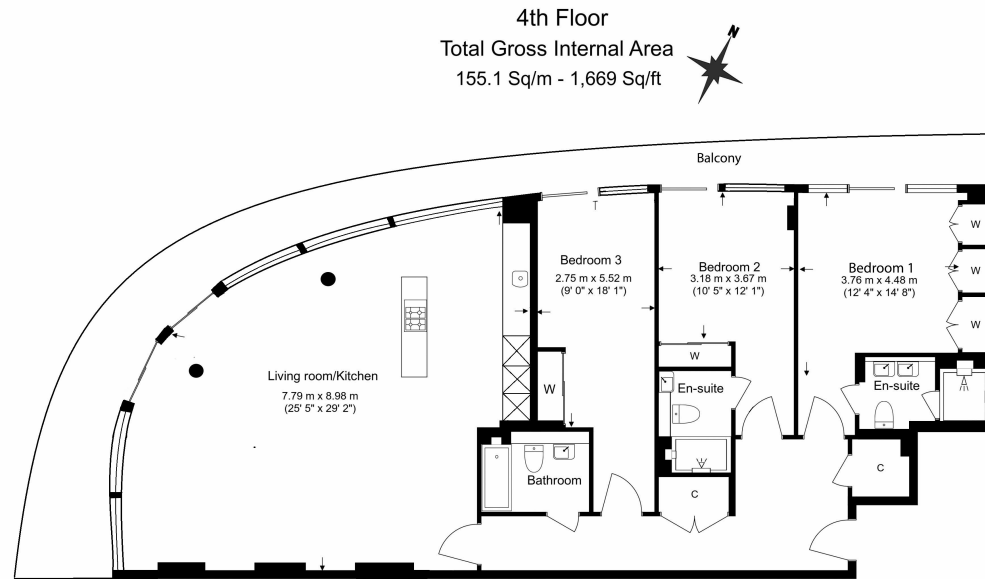 4th Floor
Total Gross Internal Area
155.1 Sq/m - 1,669 Sq/ft
N
Balcony
T
W
W
W
Bedroom 3
2.75 m x 5.52 m
(9' 0" x 18' 1")
Bedroom 2
3.18 m x 3.67 m
(10' 5" x 12' 1")
Bedroom 1
3.76 m x 4.48 m
(12' 4" x 14' 8")
Living room/Kitchen
7.79 m x 8.98 m
(25' 5" x 29' 2")
W
W
En-suite
En-suite
Bathroom
C
C